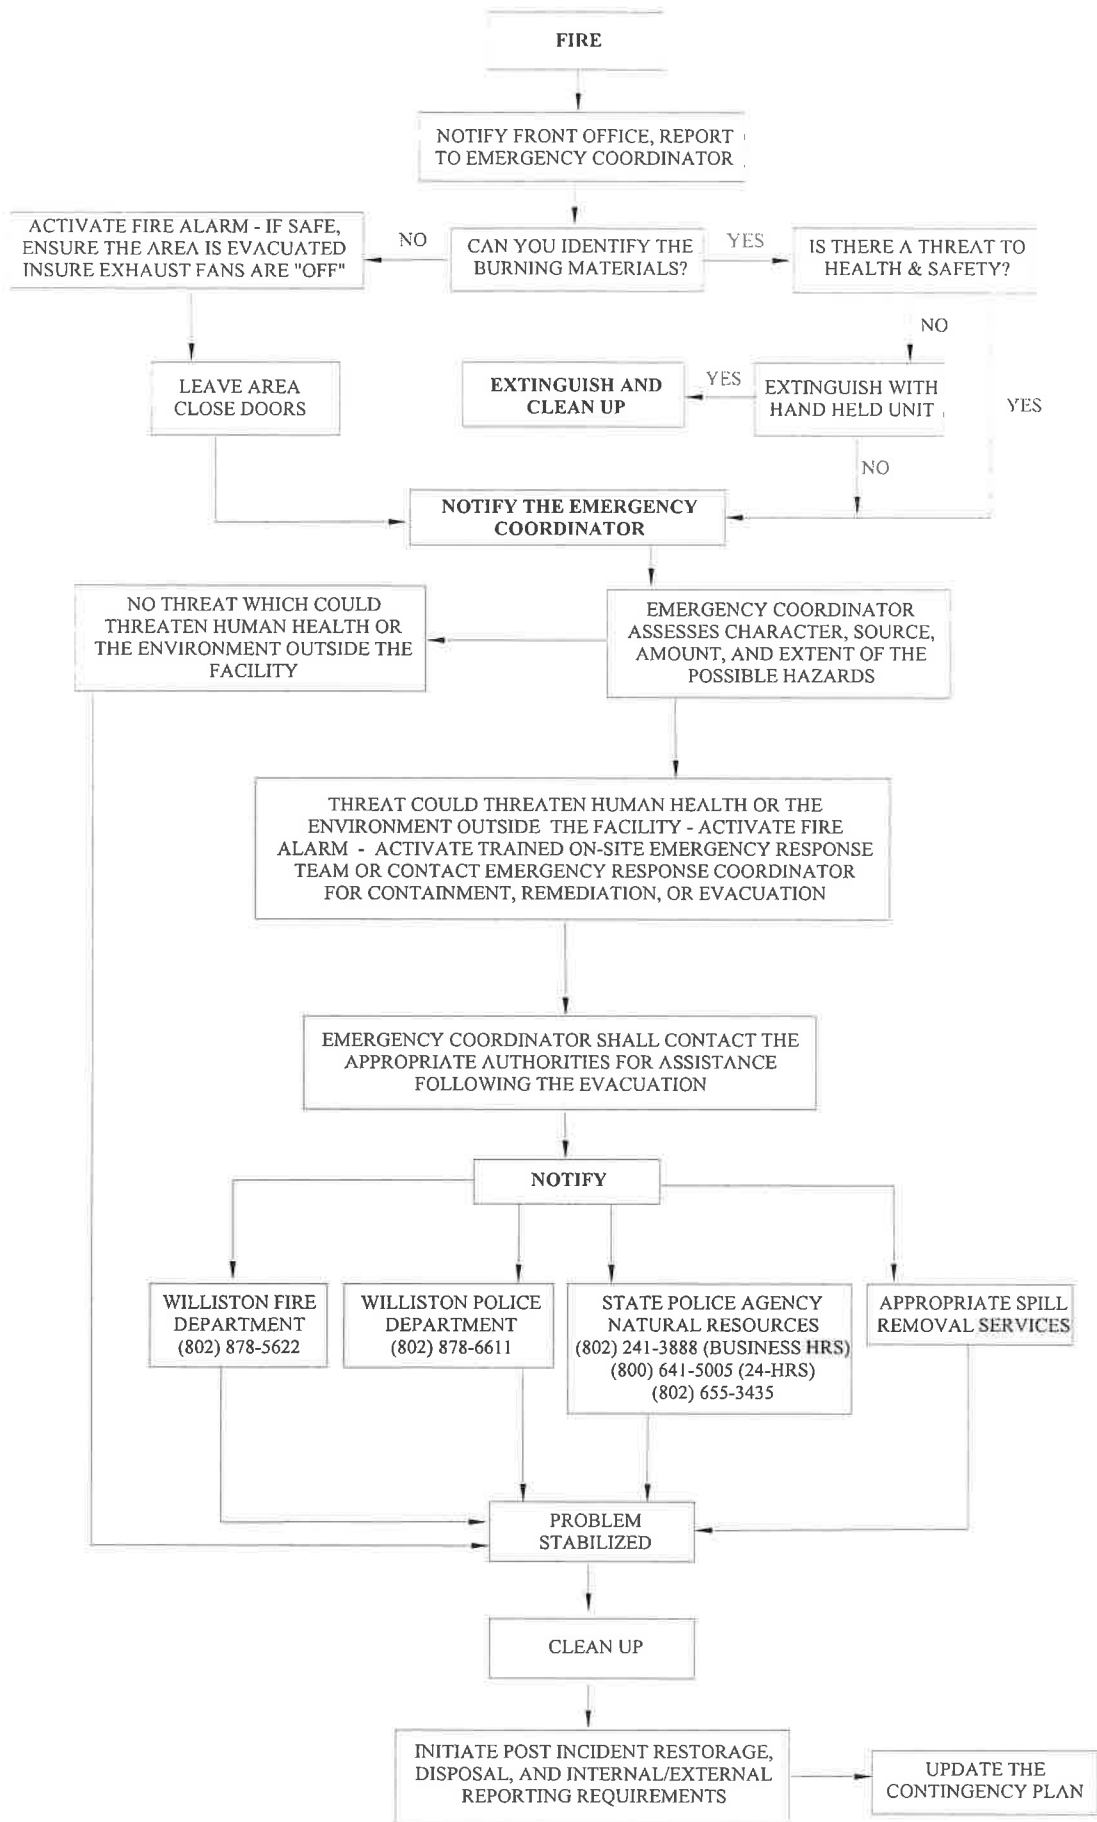 FIRE
NOTIFY FRONT OFFICE, REPORT
TO EMERGENCY COORDINATOR
ACTIVATE FIRE ALARM - IF SAFE,
ENSURE THE AREA IS EVACUATED
INSURE EXHAUST FANS ARE "OFF"
NO
CAN YOU IDENTIFY THE
BURNING MATERIALS?
YES
IS THERE A THREAT TO
HEALTH & SAFETY?
NO
YES
LEAVE AREA
CLOSE DOORS
EXTINGUISH AND
CLEAN UP
YES
EXTINGUISH WITH
HAND HELD UNIT
NO
NOTIFY THE EMERGENCY
COORDINATOR
NO THREAT WHICH COULD
THREATEN HUMAN HEALTH OR
THE ENVIRONMENT OUTSIDE THE
FACILITY
EMERGENCY COORDINATOR
ASSESSES CHARACTER, SOURCE,
AMOUNT, AND EXTENT OF THE
POSSIBLE HAZARDS
THREAT COULD THREATEN HUMAN HEALTH OR THE
ENVIRONMENT OUTSIDE THE FACILITY - ACTIVATE FIRE
ALARM - ACTIVATE TRAINED ON-SITE EMERGENCY RESPONSE
TEAM OR CONTACT EMERGENCY RESPONSE COORDINATOR
FOR CONTAINMENT, REMEDIATION, OR EVACUATION
EMERGENCY COORDINATOR SHALL CONTACT THE
APPROPRIATE AUTHORITIES FOR ASSISTANCE
FOLLOWING THE EVACUATION
NOTIFY
WILLISTON FIRE
DEPARTMENT
(802) 878-5622
WILLISTON POLICE
DEPARTMENT
(802) 878-6611
STATE POLICE AGENCY
NATURAL RESOURCES
(802) 241-3888 (BUSINESS HRS)
(800) 641-5005 (24-HRS)
(802) 655-3435
APPROPRIATE SPILL
REMOVAL SERVICES
PROBLEM
STABILIZED
CLEAN UP
INITIATE POST INCIDENT RESTORAGE,
DISPOSAL, AND INTERNAL/EXTERNAL
REPORTING REQUIREMENTS
UPDATE THE
CONTINGENCY PLAN